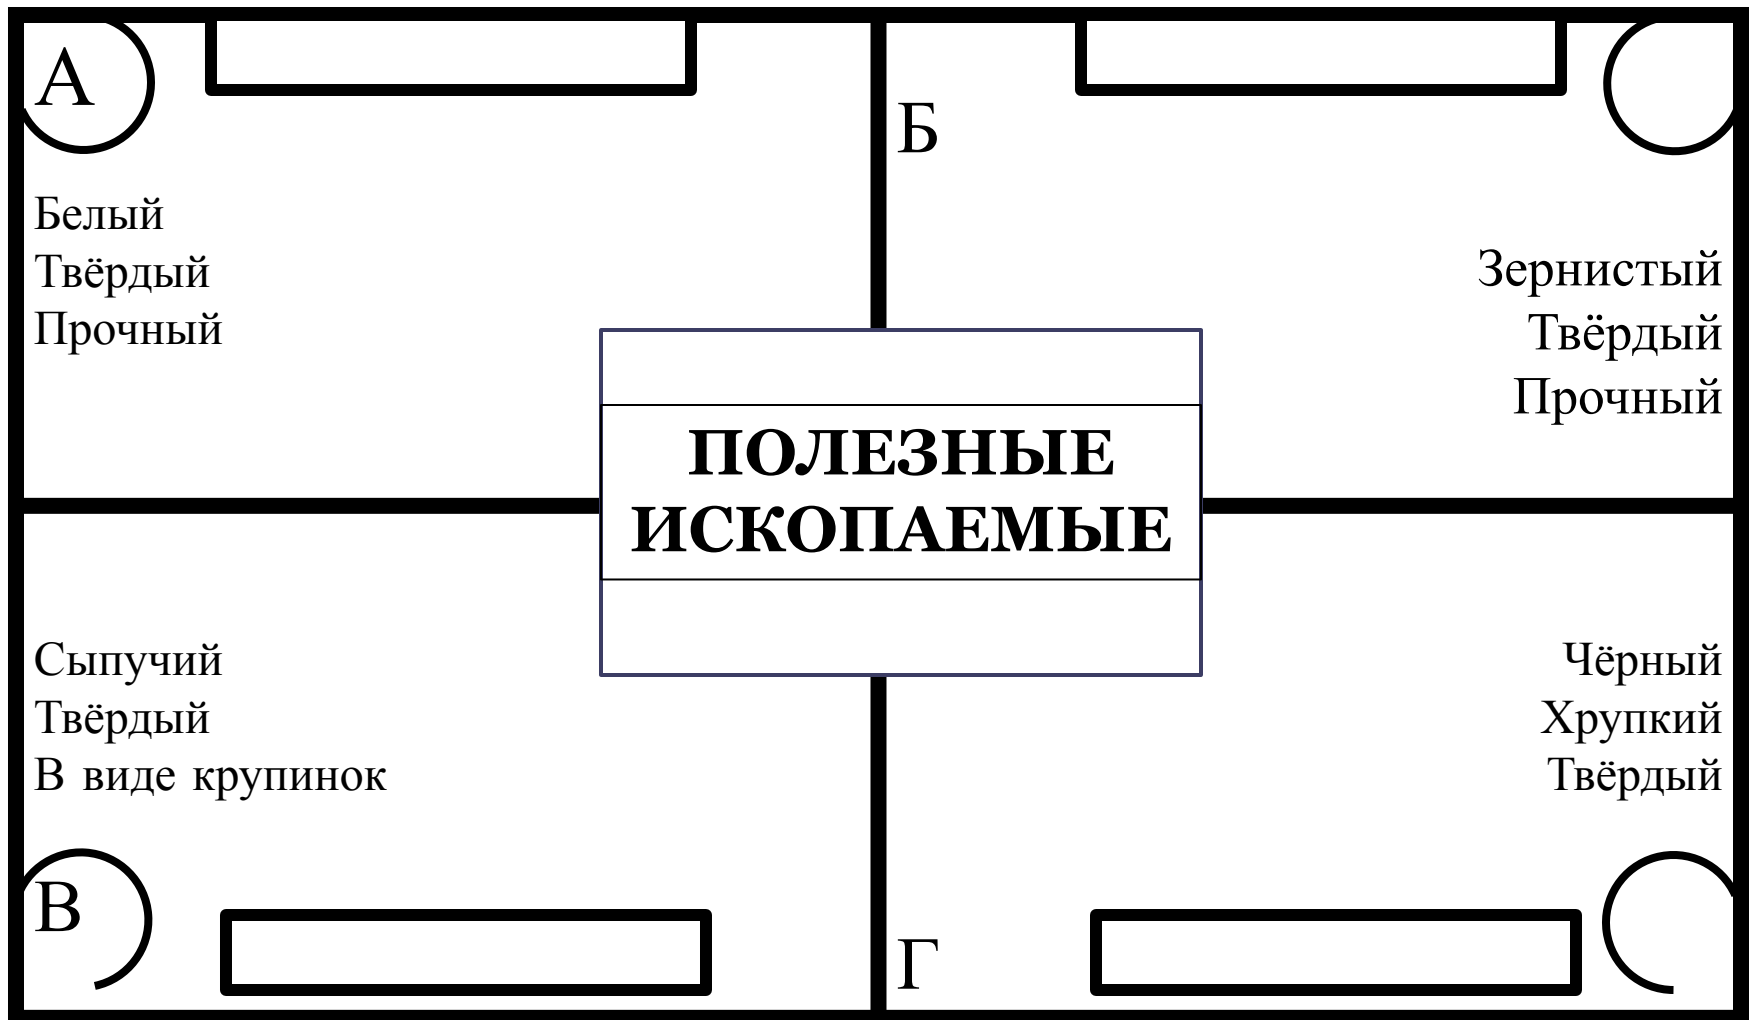 А
Белый
Твёрдый
Прочный
Б
Зернистый
Твёрдый
Прочный
ПОЛЕЗНЫЕ
ИСКОПАЕМЫЕ
Сыпучий
Твёрдый
В виде крупинок
В
Чёрный
Хрупкий
Твёрдый
Г